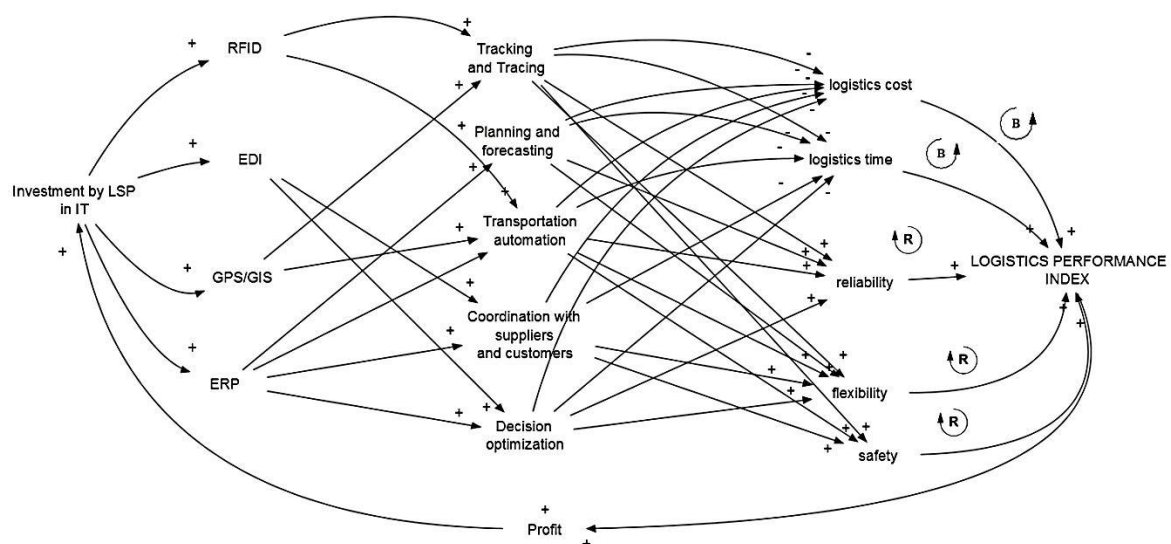 RFID
EDI
Investment by LSP
in IT
GPS/GIS
ERP
Tracking
and Tracing
Planning and
forecasting
Transportation
automation
Coordination with
suppliers
and customers
Decision
optimization
logistics cost
logistics time
reliability
flexibility
safety
B
B
R
R
R
LOGISTICS PERFORMANCE
INDEX
Profit